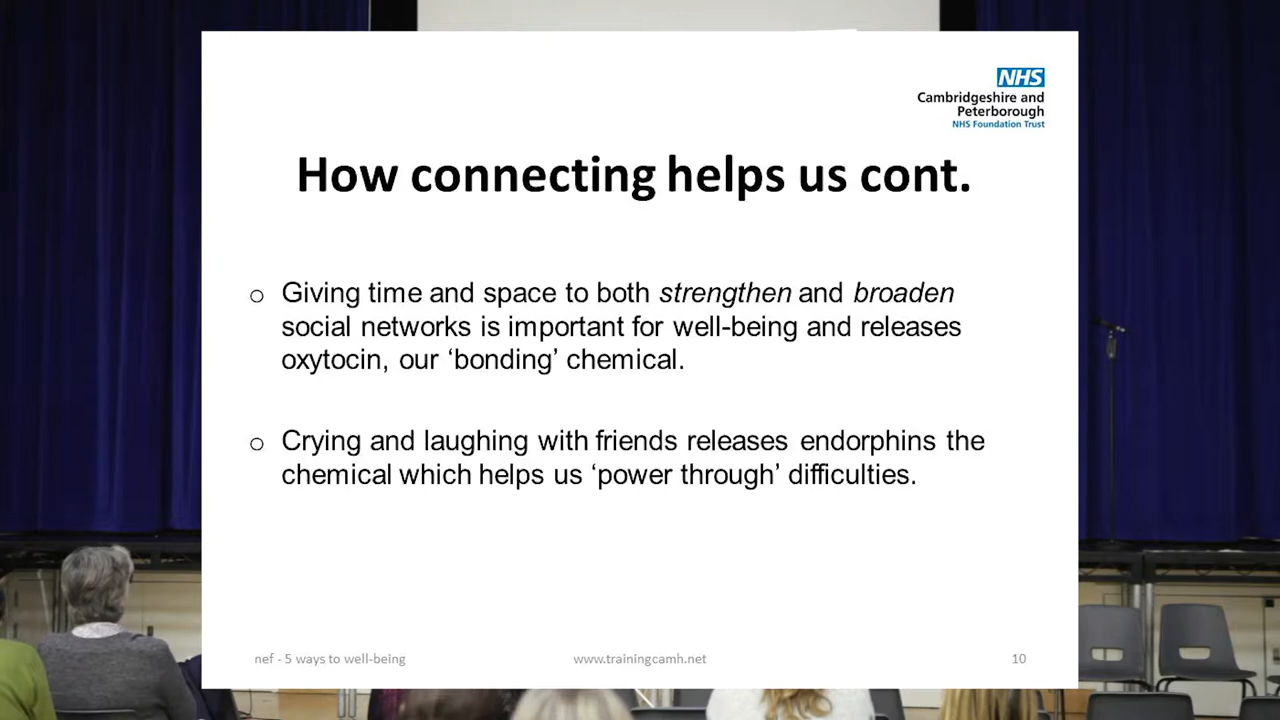 NHS
Cambridgeshire and
Peterborough
NHS Foundation Trust
How connecting helps us cont.
Giving time and space to both strengthen and broaden
social networks is important for well-being and releases
oxytocin, our ‘bonding’ chemical.
Crying and laughing with friends releases endorphins the
chemical which helps us ‘power through’ difficulties.
nef - 5 ways to well-being
www.trainingcamh.net
10